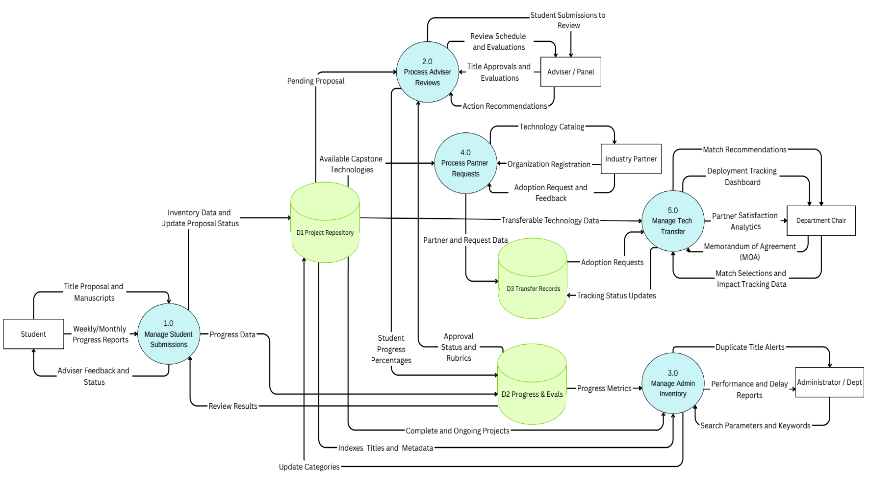 Student Submissions to
Review
Review Schedule
and Evaluations
2.0
Process Adviser
Reviews
Title Approvals and
Evaluations
Adviser / Panel
Pending Proposal
Action Recommendations
Technology Catalog
4.0
Process Partner
Requests
Available Capstone
Technologies
Organization Registration
Industry Partner
Adoption Request and
Feedback
Match Recommendations
Deployment Tracking
Dashboard
5.0
Manage Tech
Transfer
Partner Satisfaction
Analytics
Department Chair
Memorandum of Agreement
(MOA)
Match Selections and
Impact Tracking Data
Inventory Data and
Update Proposal Status
D1 Project Repository
Transferable Technology Data
Partner and Request Data
Adoption Requests
D3 Transfer Records
Tracking Status Updates
Title Proposal and
Manuscripts
Student
Weekly/Monthly
Progress Reports
1.0
Manage Student
Submissions
Progress Data
Adviser Feedback and
Status
Student
Progress
Percentages
Approval
Status and
Rubrics
Duplicate Title Alerts
D2 Progress & Evals
Progress Metrics
3.0
Manage Admin
Inventory
Performance and Delay
Reports
Administrator / Dept
Review Results
Search Parameters and Keywords
Complete and Ongoing Projects
Indexes Titles and Metadata
Update Categories